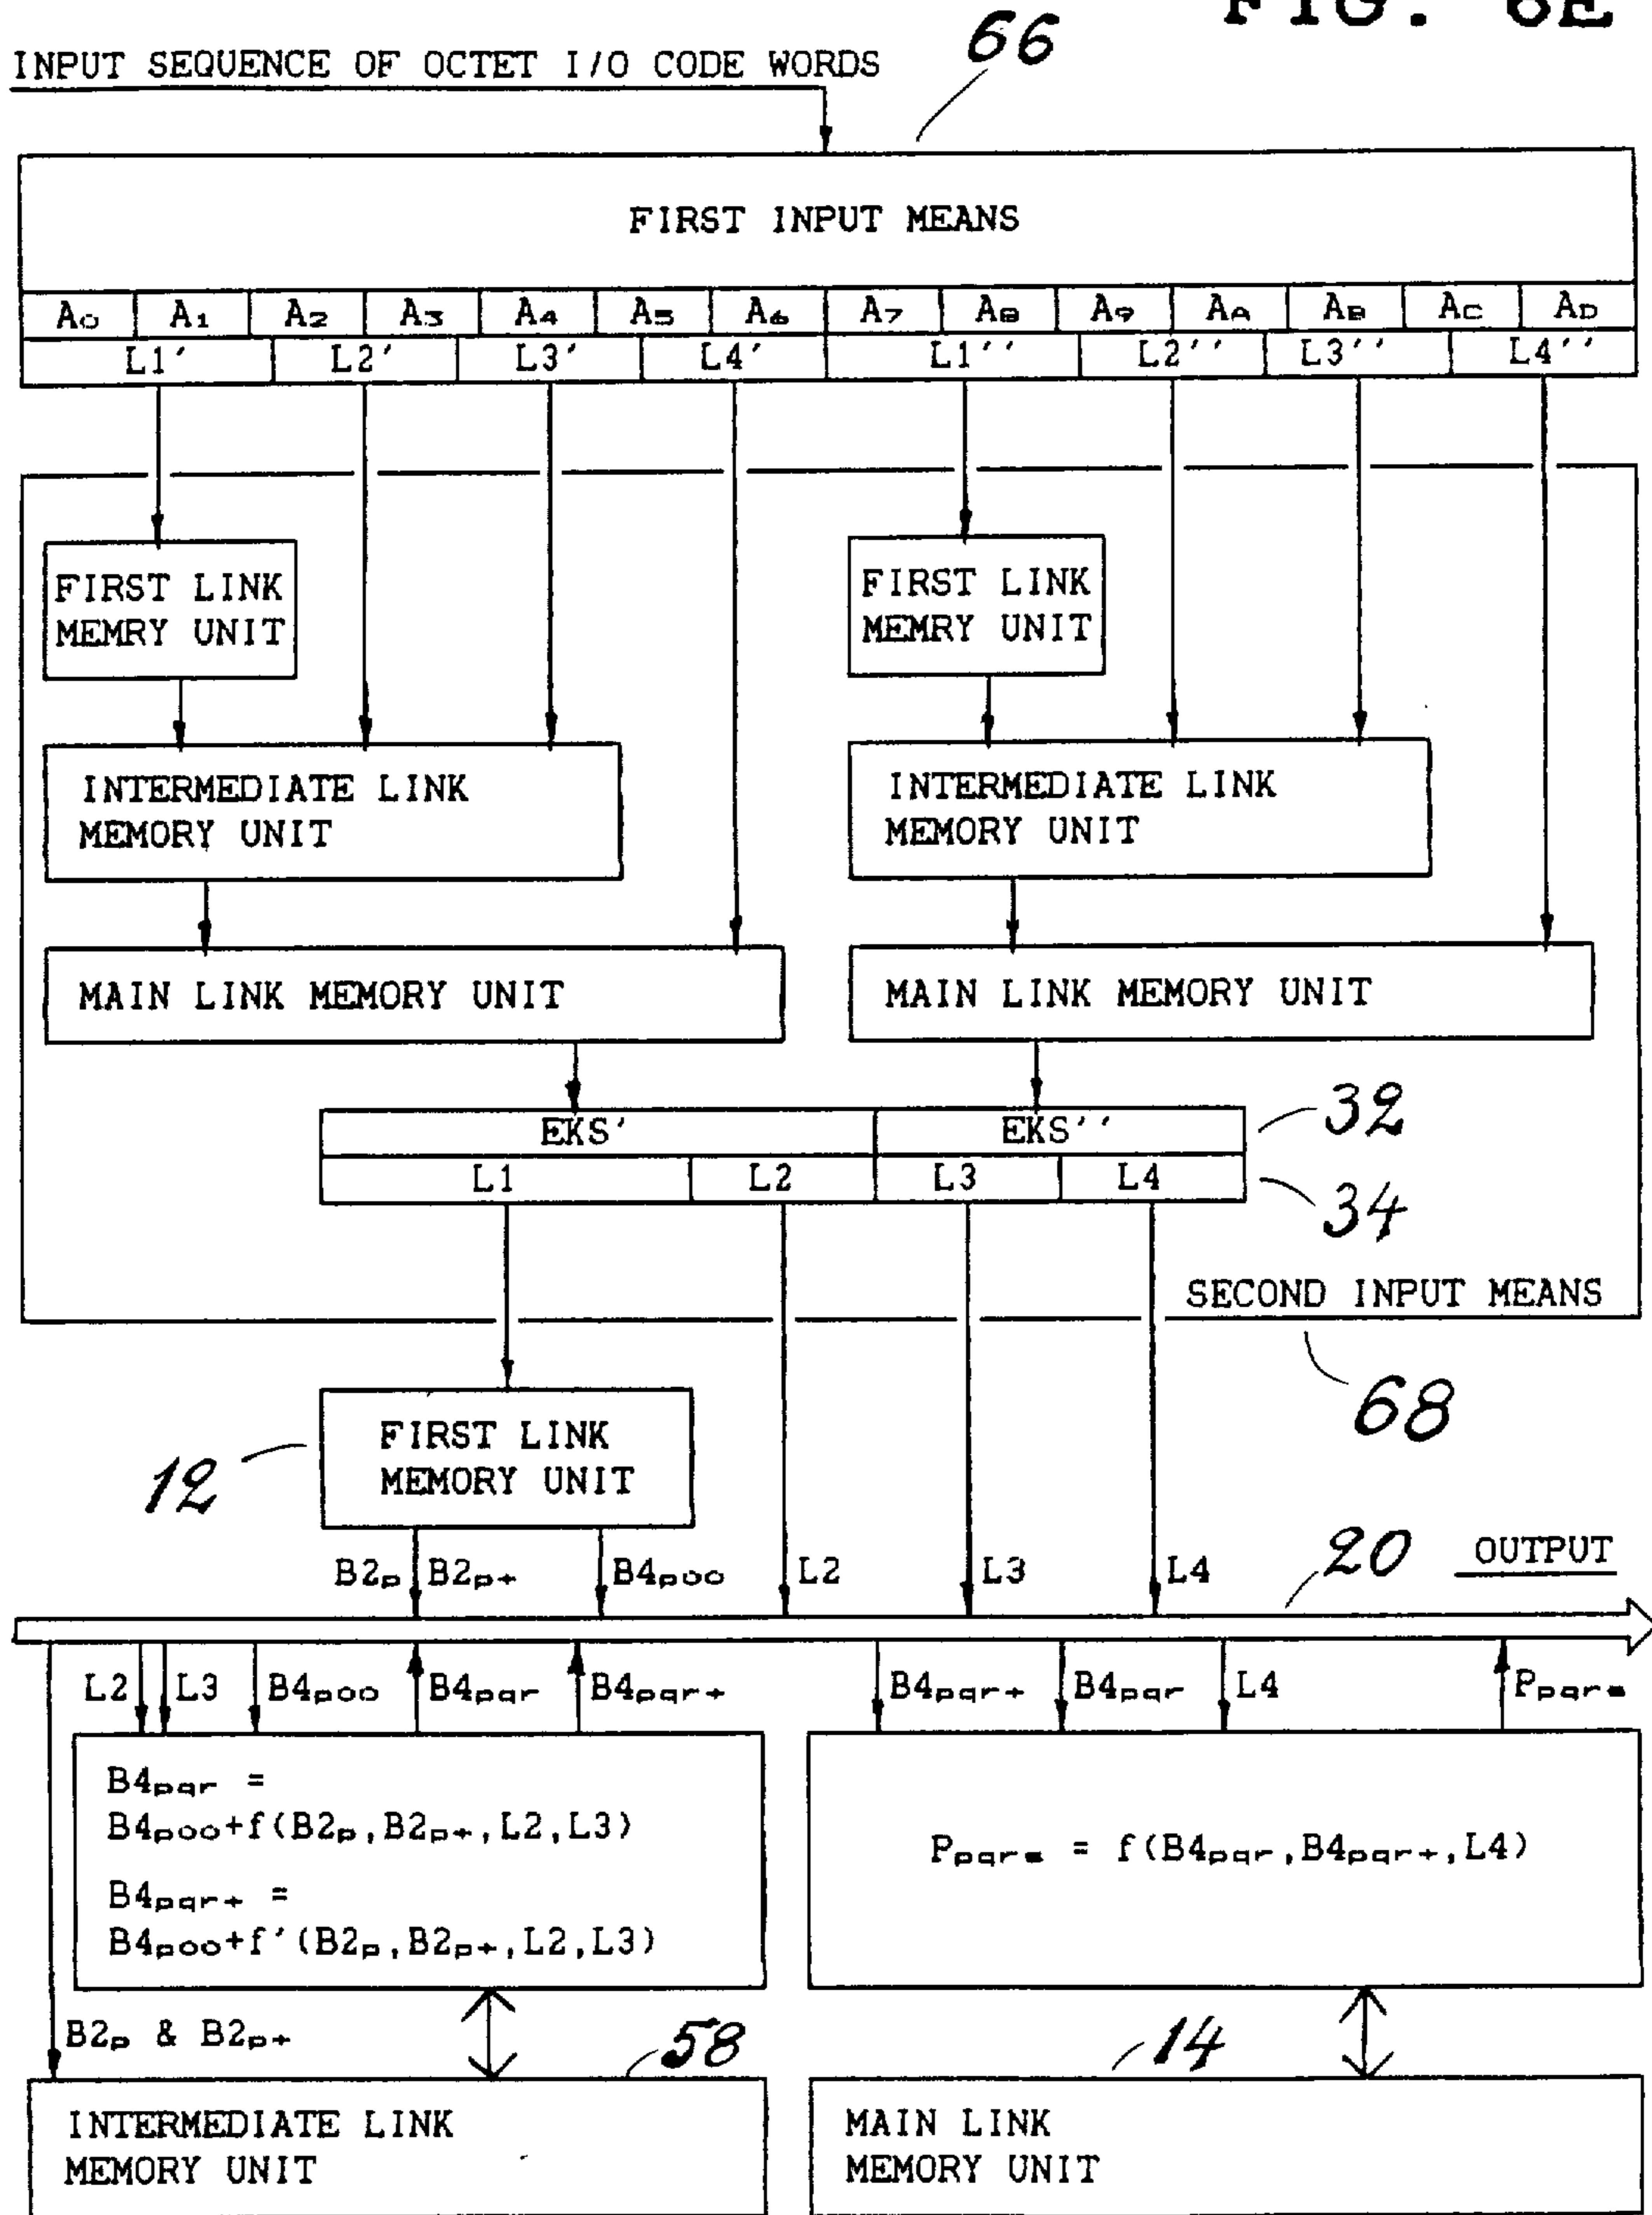 FIG. 6E
66
INPUT SEQUENCE OF OCTET I/O CODE WORDS
FIRST INPUT MEANS
A0 A1 A2 A3 A4 A5 A6 A7 A8 A9 AA AB AC AD
L1' L2' L3' L4' L1'' L2'' L3'' L4''
FIRST LINK
MEMRY UNIT
FIRST LINK
MEMRY UNIT
INTERMEDIATE LINK
MEMORY UNIT
INTERMEDIATE LINK
MEMORY UNIT
MAIN LINK MEMORY UNIT
MAIN LINK MEMORY UNIT
EKS' EKS''
32
L1 L2 L3 L4
34
SECOND INPUT MEANS
68
FIRST LINK
MEMORY UNIT
12
B2p B2p+ B4poo L2 L3 L4
20
OUTPUT
L2 L3 B4poo B4pqr B4pqr+ B4pqr+ B4pqr L4 Ppqrs
B4pqr =
B4poo+f(B2p,B2p+,L2,L3)
B4pqr+ =
B4poo+f'(B2p,B2p+,L2,L3)
Ppqrs = f(B4pqr,B4pqr+,L4)
B2p & B2p+
58
14
INTERMEDIATE LINK
MEMORY UNIT
MAIN LINK
MEMORY UNIT